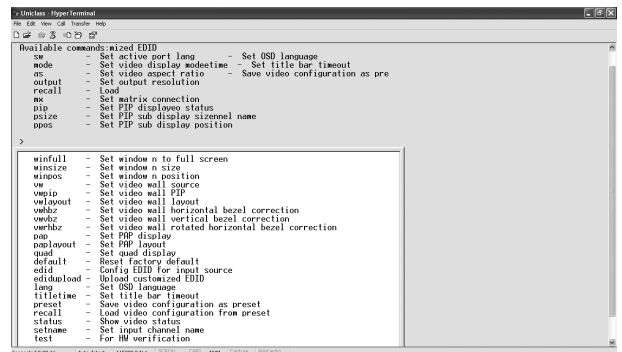 Uniclass - HyperTerminal
File Edit View Call Transfer Help
Available commands:mized EDID
sw - Set active port lang - Set OSD language
mode - Set video display modeetime - Set title bar timeout
as - Set video aspect ratio - Save video configuration as pre
output - Set output resolution
recall - Load
mx - Set matrix connection
pip - Set PIP displayeo status
psize - Set PIP sub display sizennel name
ppos - Set PIP sub display position
>
winfull - Set window n to full screen
winsize - Set window n size
winpos - Set window n position
vw - Set video wall source
vwpip - Set video wall PIP
vwlayout - Set video wall layout
vwhbz - Set video wall horizontal bezel correction
vwvbz - Set video wall vertical bezel correction
vwrhbz - Set video wall rotated horizontal bezel correction
pap - Set PAP display
paplayout - Set PAP layout
quad - Set quad display
default - Reset factory default
edid - Config EDID for input source
edidupload - Upload customized EDID
lang - Set OSD language
titletime - Set title bar timeout
preset - Save video configuration as preset
recall - Load video configuration from preset
status - Show video status
setname - Set input channel name
test - For HW verification